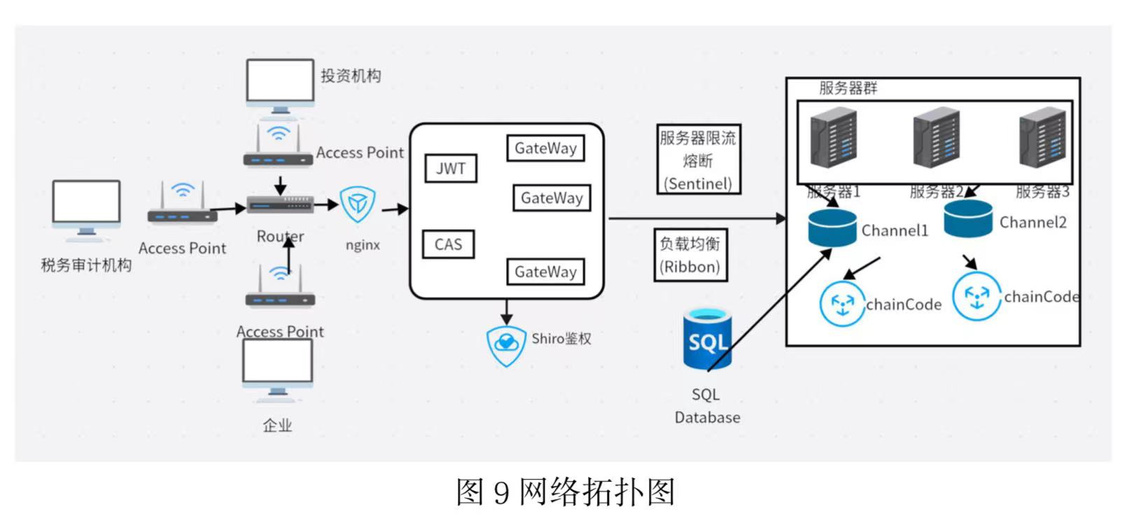 投资机构
Access Point
税务审计机构
Access Point
Router
nginx
Access Point
企业
JWT
CAS
GateWay
GateWay
GateWay
Shiro鉴权
服务器限流
熔断
(Sentinel)
负载均衡
(Ribbon)
SQL
SQL
Database
服务器群
服务器1
服务器2
服务器3
Channel1
Channel2
chainCode
chainCode
图 9 网络拓扑图